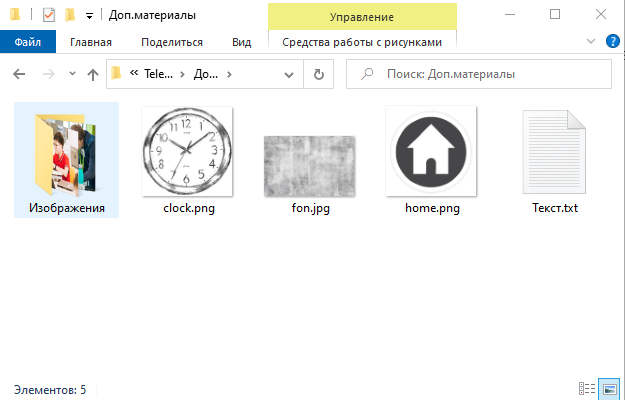 Доп.материалы
Управление
Файл
Главная
Поделиться
Вид
Средства работы с рисунками
« Tele... До...
Поиск: Доп.материалы
Изображения
clock.png
fon.jpg
home.png
Текст.txt
Элементов: 5